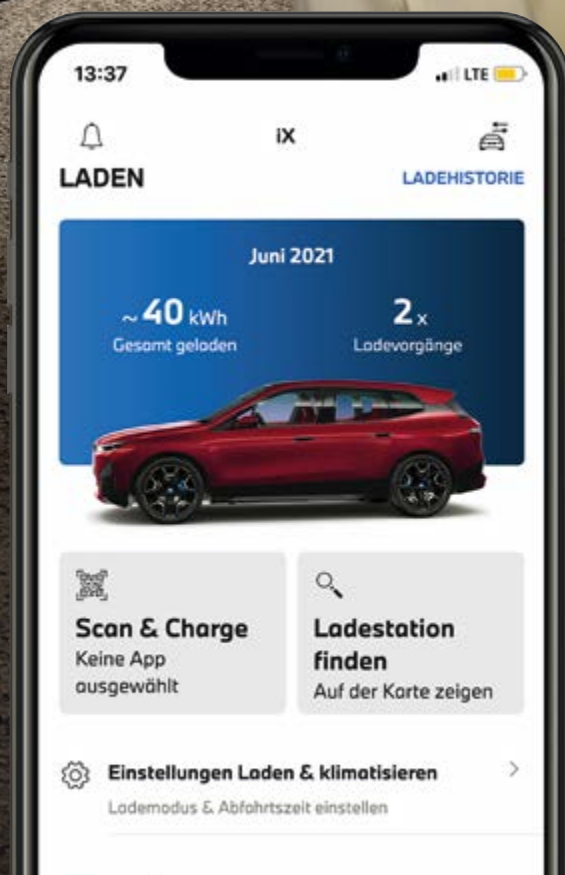 13:37
LTE
iX
LADEN
LADEHISTORIE
Juni 2021
~ 40 kWh
Gesamt geladen
2 x
Ladevorgänge
Scan & Charge
Keine App
ausgewählt
Ladestation
finden
Auf der Karte zeigen
Einstellungen Laden & klimatisieren
Lademodus & Abfahrtszeit einstellen